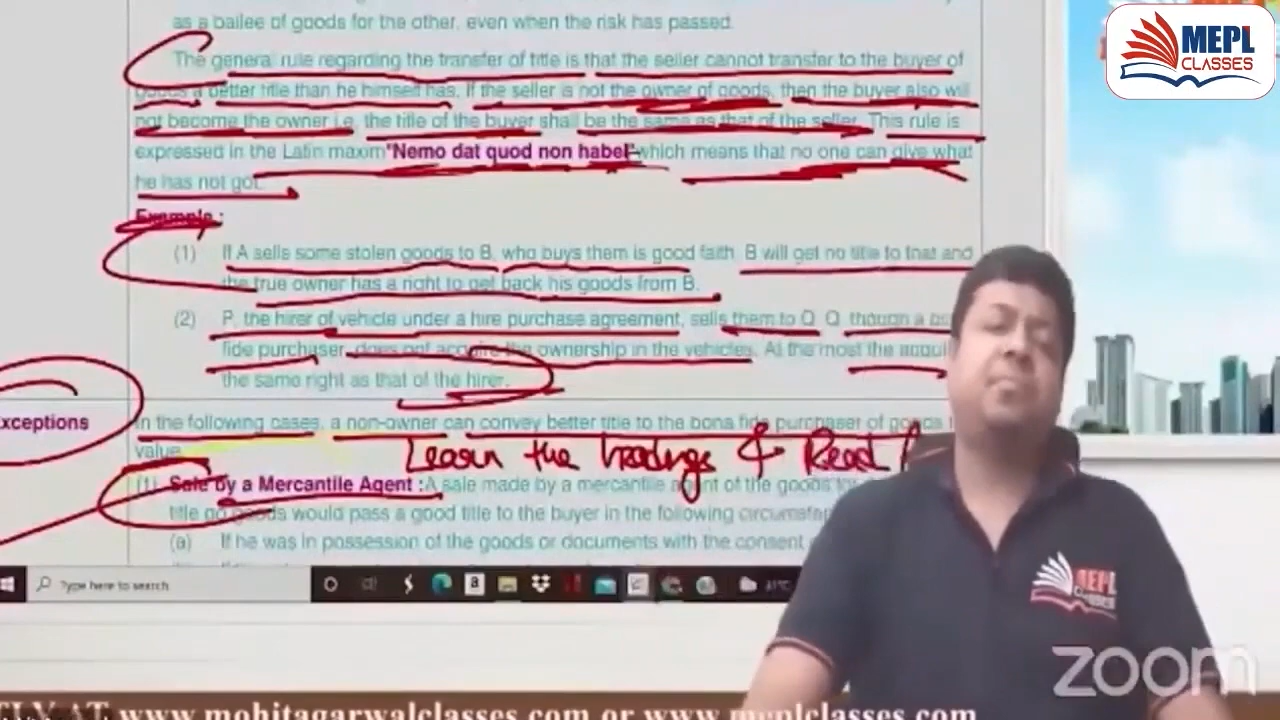 as a bailee of goods for the other, even when the risk has passed.
MEPL
CLASSES
The general rule regarding the transfer of title is that the seller cannot transfer to the buyer of
goods a better title than he himself has. If the seller is not the owner of goods, then the buyer also will
not become the owner i.e. the title of the buyer shall be the same as that of the seller. This rule is
expressed in the Latin maxim "Nemo dat quod non habet" which means that no one can give what
he has not got.
Example :
(1) If A sells some stolen goods to B, who buys them is good faith, B will get no title to that and
the true owner has a right to get back his goods from B.
(2) P, the hirer of vehicle under a hire purchase agreement, sells them to Q. Q, though a
fide purchaser, does not acquire the ownership in the vehicles. At the most the
the same right as that of the hirer.
xceptions
In the following cases, a non-owner can convey better title to the bona fide purchaser of goods
value.
Learn the headings & Read
(1) Sale by a Mercantile Agent : A sale made by a mercantile agent of the goods
title go goods would pass a good title to the buyer in the following
(a) If he was in possession of the goods or documents with the consent
Type here to search
31°C
MEPL
CLASSES
zoom
LY AT www.mohitagarwalclasses.com or www.meplclasses.com